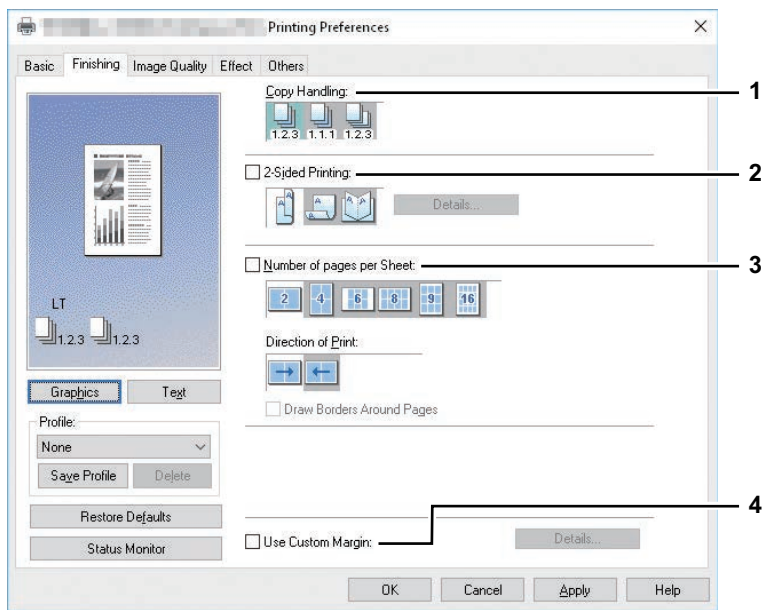 Printing Preferences
Basic Finishing Image Quality Effect Others
Copy Handling: 1
1.2.3 1.1.1 1.2.3
2-Sided Printing: 2
Details...
Number of pages per Sheet: 3
2 4 6 8 9 16
LT
1.2.3 1.2.3
Direction of Print:
Graphics Text
Draw Borders Around Pages
Profile:
None
Save Profile Delete
Restore Defaults
4
Use Custom Margin: Details...
Status Monitor
OK Cancel Apply Help